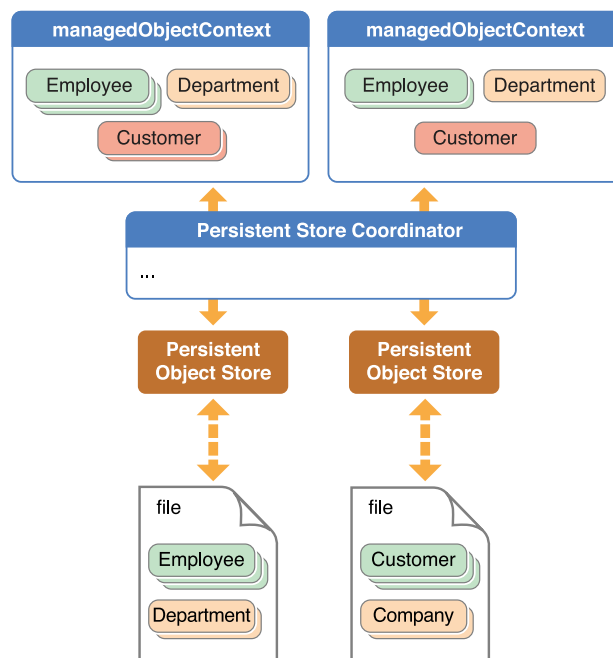 managedObjectContext
managedObjectContext
Employee
Department
Customer
Employee
Department
Customer
Persistent Store Coordinator
...
Persistent
Object Store
Persistent
Object Store
file
Employee
Department
file
Customer
Company